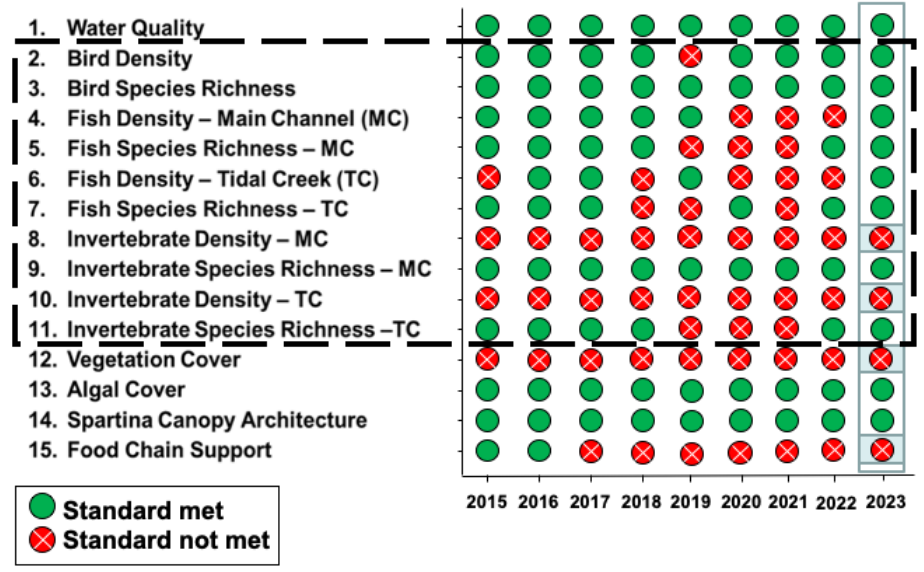 1. Water Quality
2. Bird Density
3. Bird Species Richness
4. Fish Density – Main Channel (MC)
5. Fish Species Richness – MC
6. Fish Density – Tidal Creek (TC)
7. Fish Species Richness – TC
8. Invertebrate Density – MC
9. Invertebrate Species Richness – MC
10. Invertebrate Density – TC
11. Invertebrate Species Richness –TC
12. Vegetation Cover
13. Algal Cover
14. Spartina Canopy Architecture
15. Food Chain Support
2015 2016 2017 2018 2019 2020 2021 2022 2023
Standard met
Standard not met